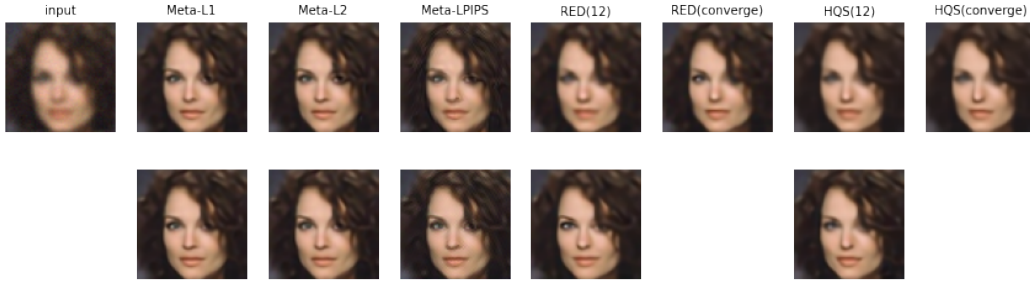 input Meta-L1 Meta-L2 Meta-LPIPS RED(12) RED(converge) HQS(12) HQS(converge)